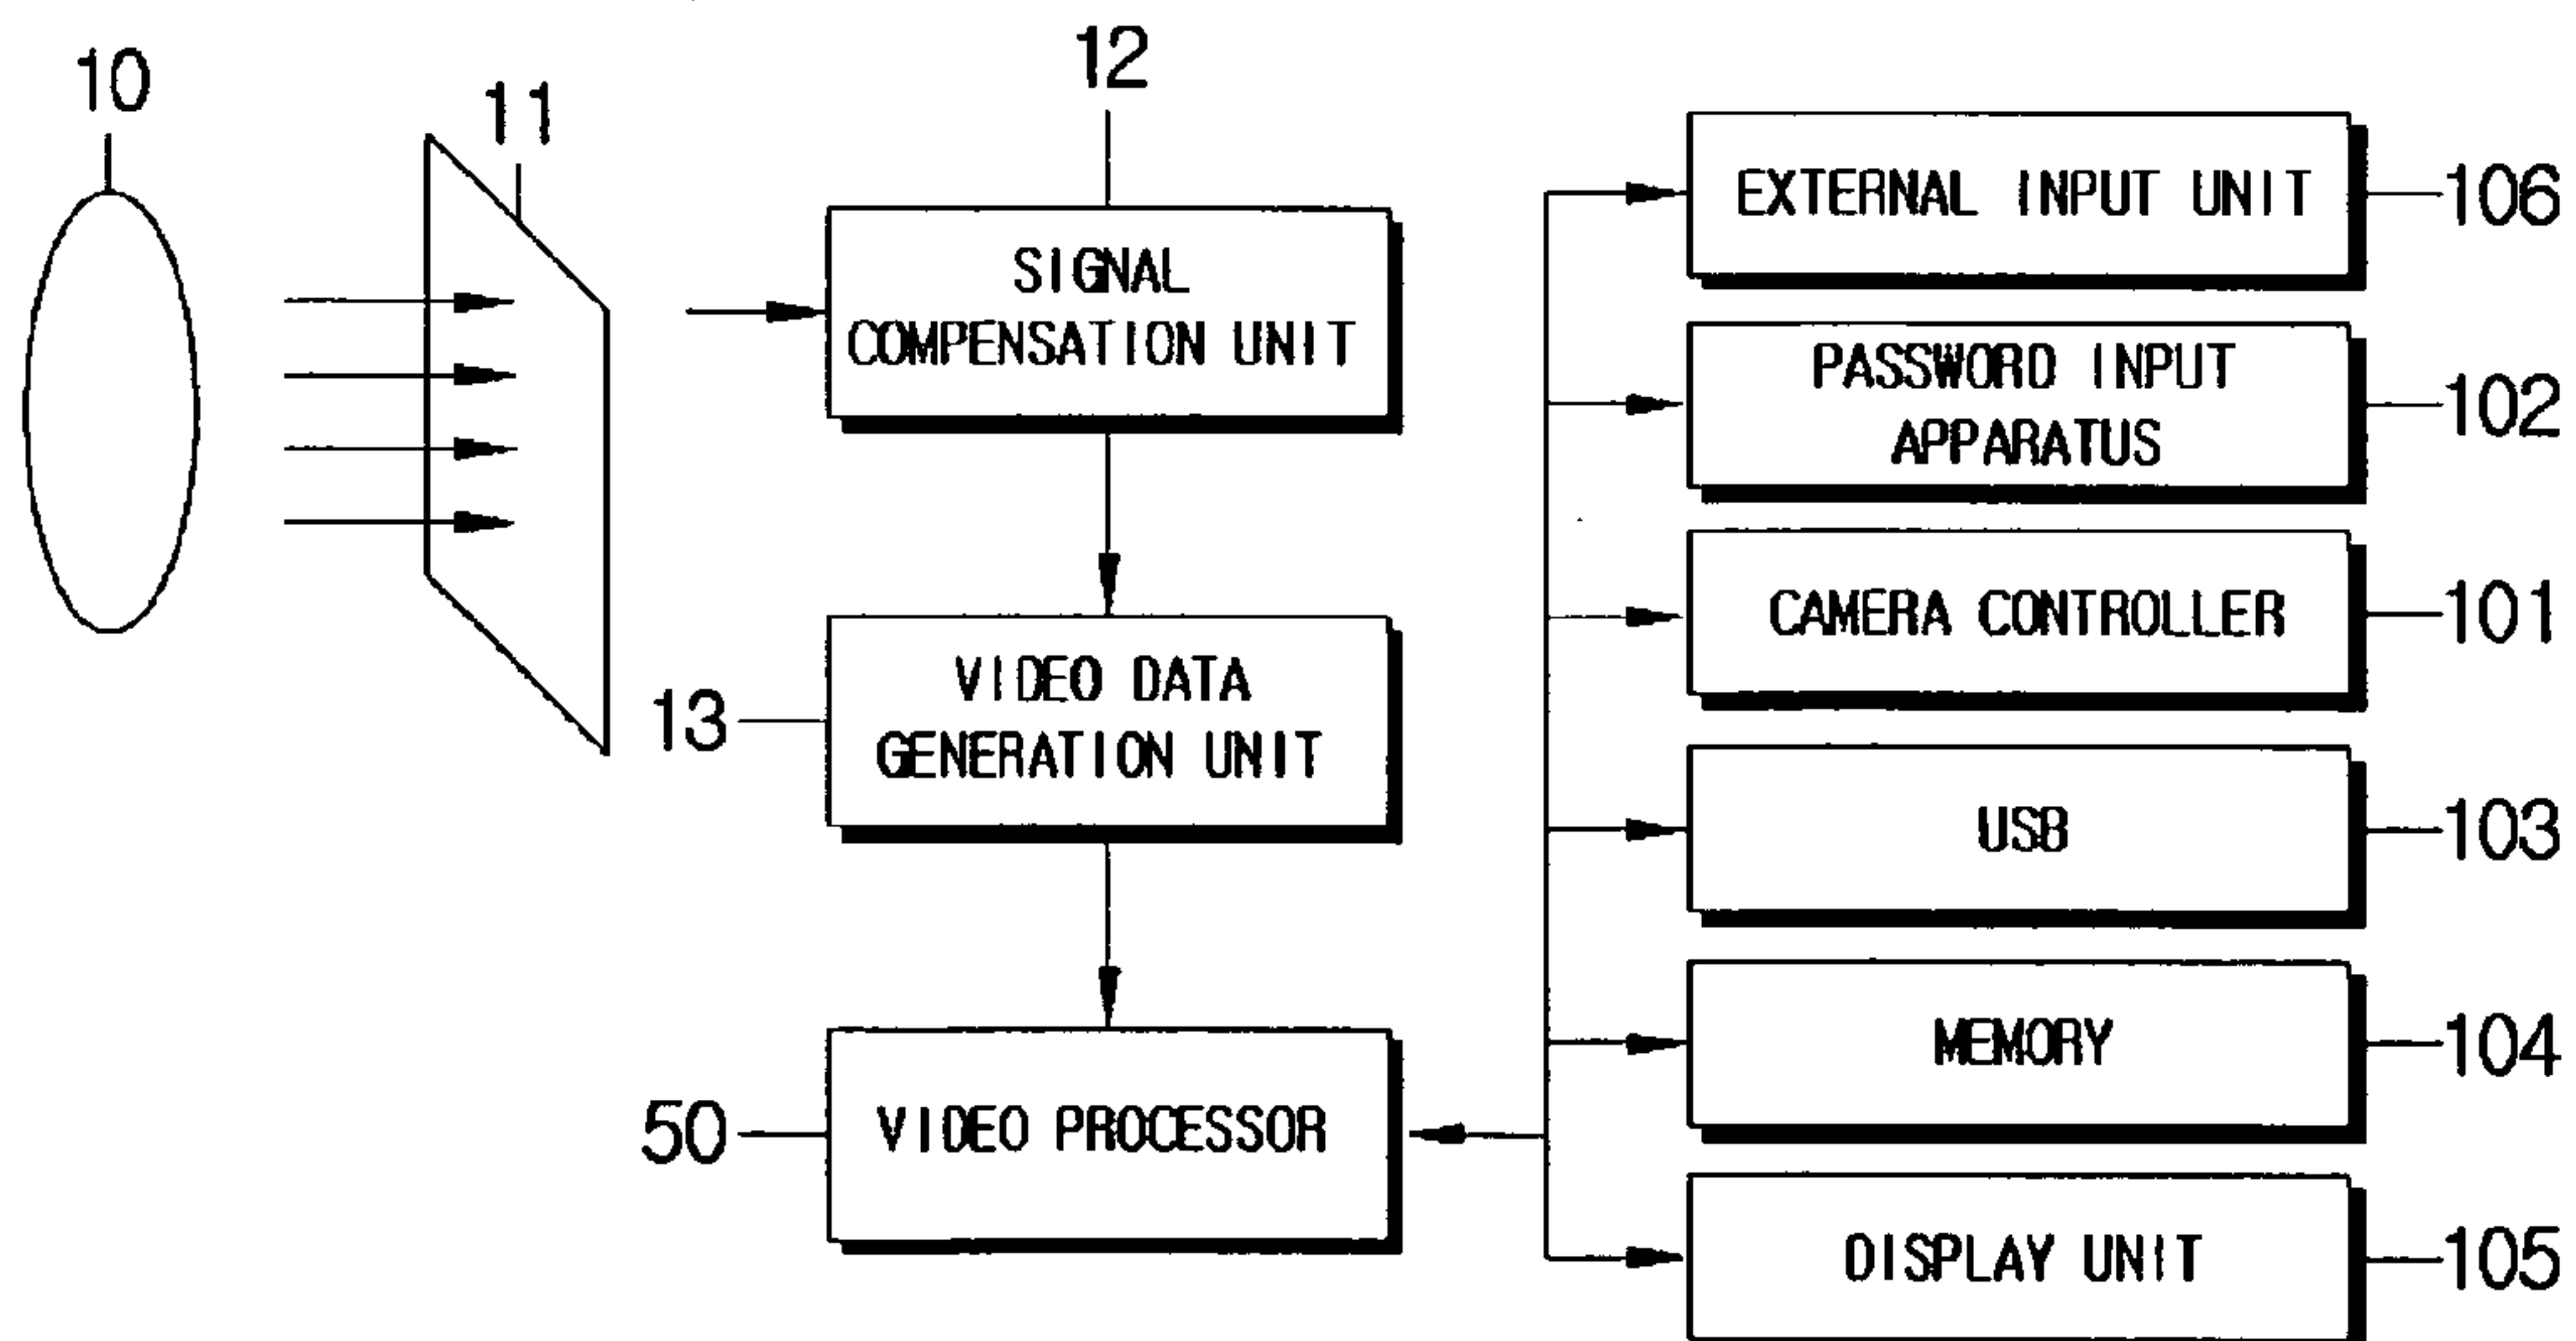 10
11
12
SIGNAL
COMPENSATION UNIT
13
VIDEO DATA
GENERATION UNIT
50
VIDEO PROCESSOR
EXTERNAL INPUT UNIT
106
PASSWORD INPUT
APPARATUS
102
CAMERA CONTROLLER
101
USB
103
MEMORY
104
DISPLAY UNIT
105